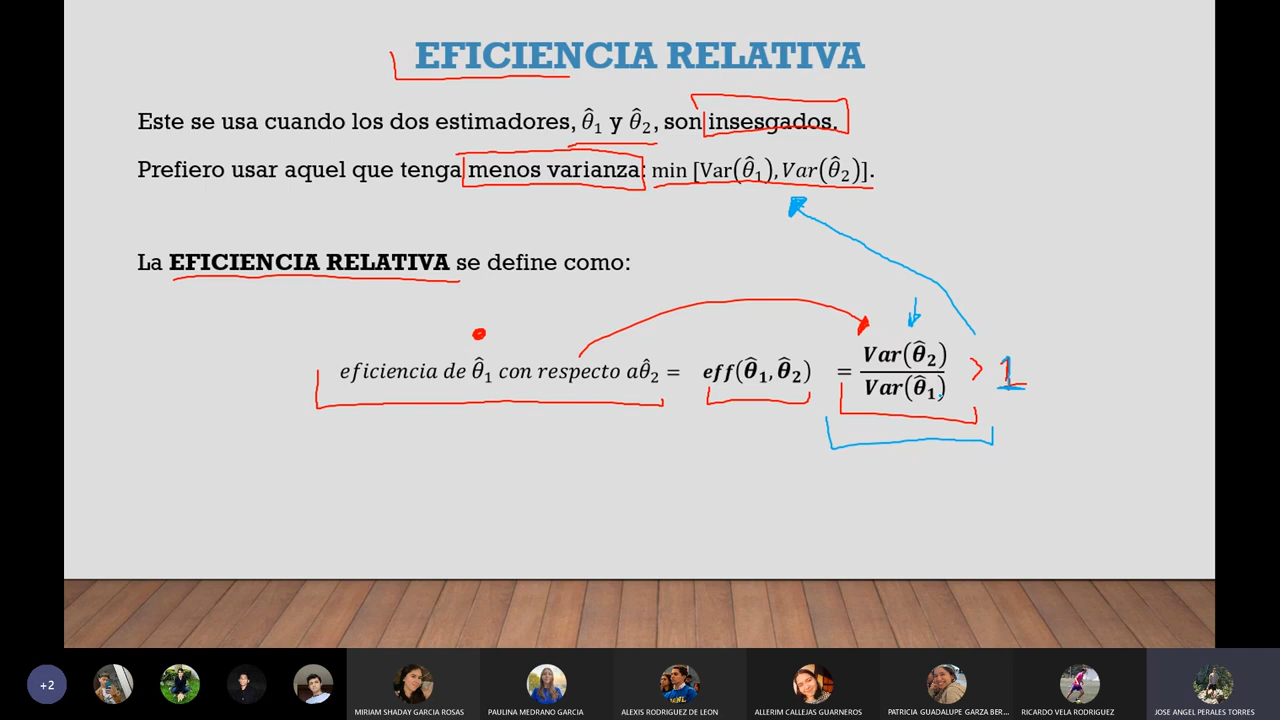 EFICIENCIA RELATIVA
Este se usa cuando los dos estimadores, θ̂₁ y θ̂₂, son insesgados.
Prefiero usar aquel que tenga menos varianza: min [Var(θ̂₁), Var(θ̂₂)].
La EFICIENCIA RELATIVA se define como:
eficiencia de θ̂₁ con respecto aθ̂₂ = eff(θ̂₁, θ̂₂) = Var(θ̂₂) / Var(θ̂₁) > 1
+2
MIRIAM SHADAY GARCIA ROSAS
PAULINA MEDRANO GARCIA
ALEXIS RODRIGUEZ DE LEON
ALLERIM CALLEJAS GUARNEROS
PATRICIA GUADALUPE GARZA BER...
RICARDO VELA RODRIGUEZ
JOSE ANGEL PERALES TORRES